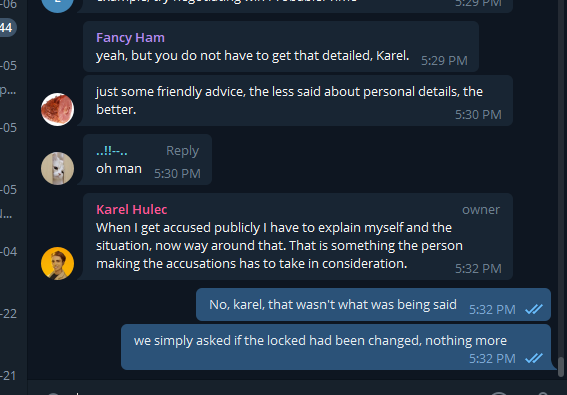 -06
5:29 PM
44
Fancy Ham
yeah, but you do not have to get that detailed, Karel. 5:29 PM
-05
p...
just some friendly advice, the less said about personal details, the
better. 5:30 PM
-05
..!!--.. Reply
oh man 5:30 PM
-05
Karel Hulec owner
When I get accused publicly I have to explain myself and the
situation, now way around that. That is something the person
making the accusations has to take in consideration.
-04
5:32 PM
No, karel, that wasn't what was being said 5:32 PM
-22
we simply asked if the locked had been changed, nothing more
5:32 PM
-21